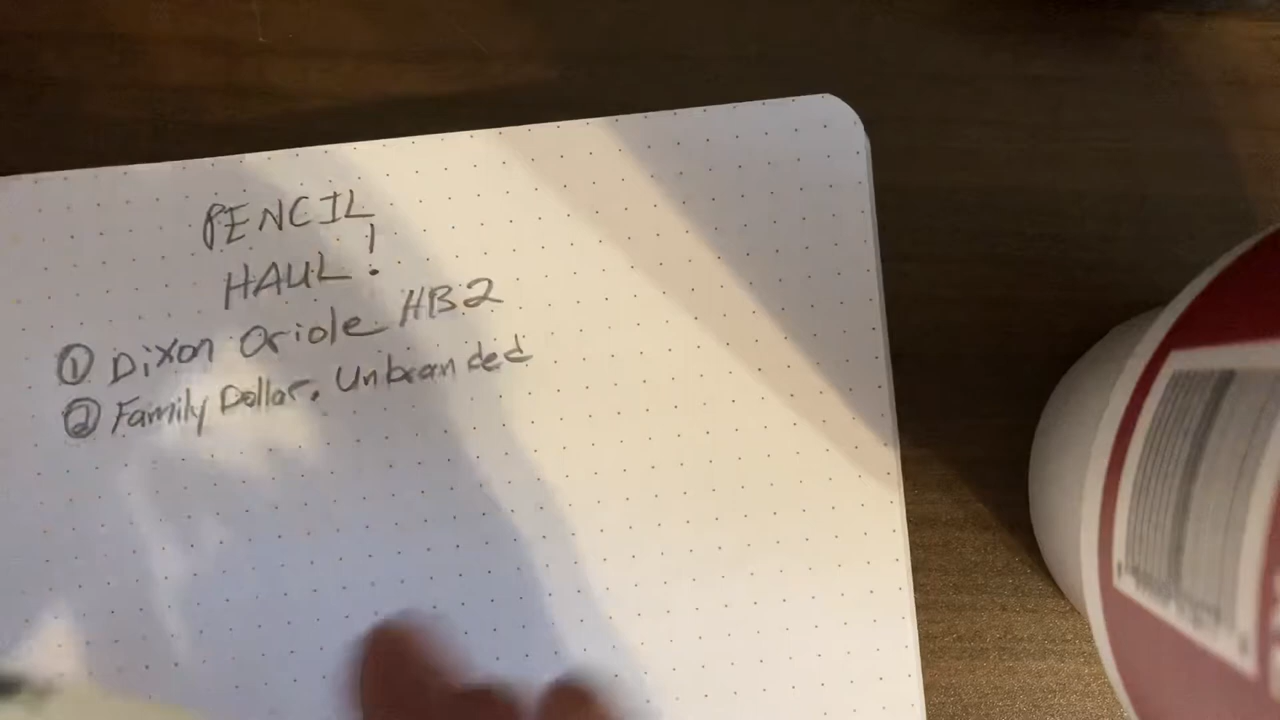 PENCIL
HAUL!
① Dixon Oriole HB2
② Family Dollar. Unbranded